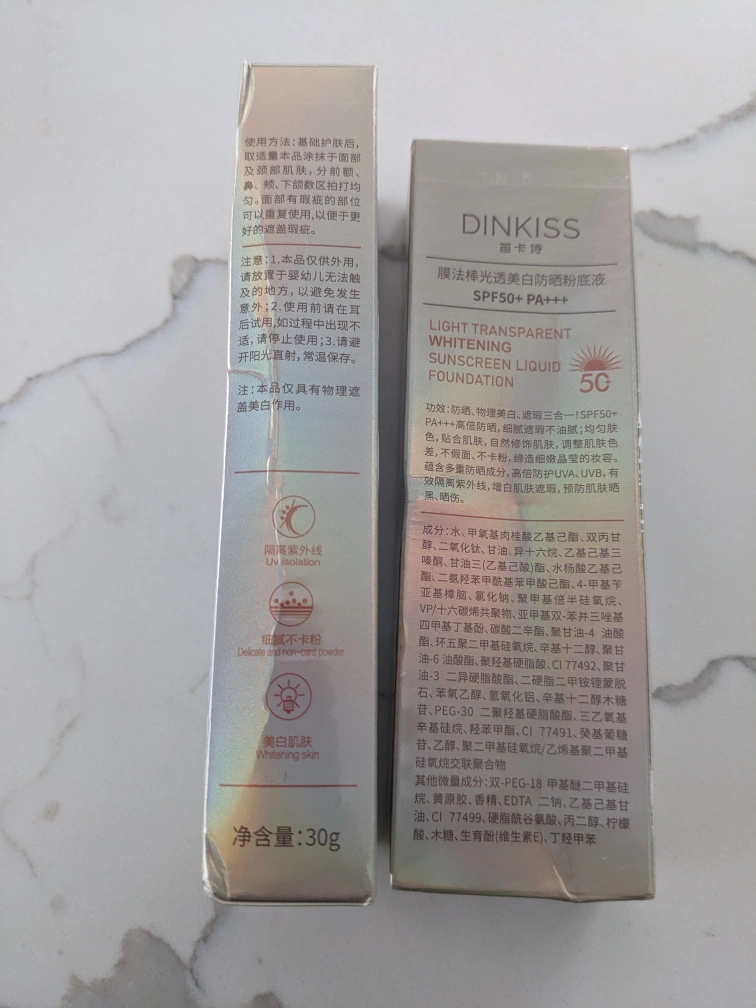 使用方法：基础护肤后，
取适量本品涂抹于面部
及颈部肌肤，分前额、
鼻、颊、下颌数区拍打均
匀。面部有瑕疵的部位
可以重复使用，以便于更
好的遮盖瑕疵。
注意：1.本品仅供外用，
请放置于婴幼儿无法触
及的地方，以避免发生
意外；2.使用前请在耳
后试用，如过程中出现不
适，请停止使用；3.请避
开阳光直射，常温保存。
注：本品仅具有物理遮
盖美白作用。
隔离紫外线
Uv isolation
细腻不卡粉
Delicate and non-card powder
美白肌肤
Whitening skin
净含量：30g
DINKISS
笛卡诗
膜法棒光透美白防晒粉底液
SPF50+ PA+++
LIGHT TRANSPARENT
WHITENING
SUNSCREEN LIQUID
FOUNDATION
50+
功效：防晒、物理美白、遮瑕三合一！SPF50+
PA+++高倍防晒，细腻遮瑕不油腻；均匀肤
色，贴合肌肤，自然修饰肌肤，调整肌肤色
差，不假面、不卡粉，缔造细嫩晶莹的妆容。
蕴含多重防晒成分，高倍防护UVA、UVB，有
效隔离紫外线，增白肌肤遮瑕，预防肌肤晒
黑、晒伤。
成分：水、甲氧基肉桂酸乙基己酯、双丙甘
醇、二氧化钛、甘油、异十六烷、乙基己基三
嗪酮、甘油三（乙基己酸）酯、水杨酸乙基己
酯、二氨羟苯甲酰基苯甲酸己酯、4-甲基苄
亚基樟脑、氯化钠、聚甲基倍半硅氧烷、
VP/十六碳烯共聚物、亚甲基双-苯并三唑基
四甲基丁基酚、碳酸二辛酯、聚甘油-4 油酸
酯、环五聚二甲基硅氧烷、辛基十二醇、聚甘
油-6 油酸酯、聚羟基硬脂酸、CI 77492、聚甘
油-3 二异硬脂酸酯、二硬脂二甲铵锂蒙脱
石、苯氧乙醇、氢氧化铝、辛基十二醇木糖
苷、PEG-30 二聚羟基硬脂酸酯、三乙氧基
辛基硅烷、羟苯甲酯、CI 77491、癸基葡糖
苷、乙醇、聚二甲基硅氧烷/乙烯基聚二甲基
硅氧烷交联聚合物
其他微量成分：双-PEG-18 甲基醚二甲基硅
烷、黄原胶、香精、EDTA 二钠、乙基己基甘
油、CI 77499、硬脂酰谷氨酸、丙二醇、柠檬
酸、木糖、生育酚（维生素E）、丁羟甲苯